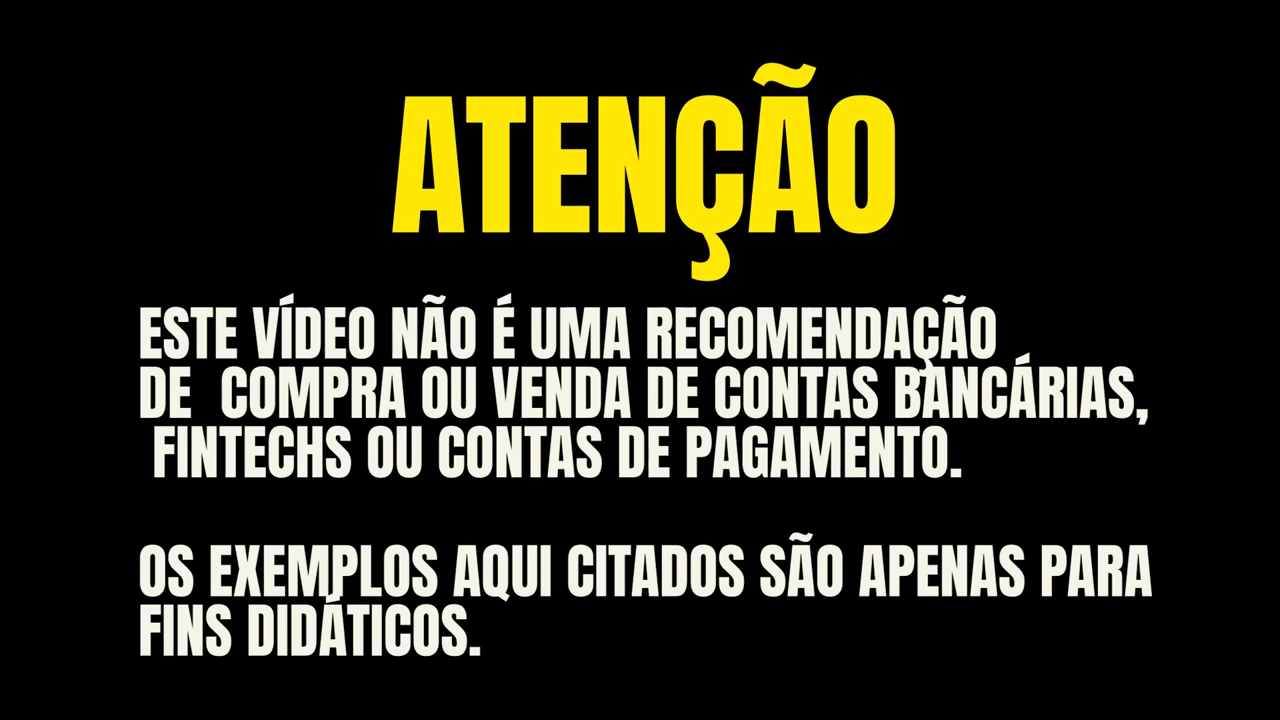 ATENÇÃO
ESTE VÍDEO NÃO É UMA RECOMENDAÇÃO
DE COMPRA OU VENDA DE CONTAS BANCÁRIAS,
FINTECHS OU CONTAS DE PAGAMENTO.
OS EXEMPLOS AQUI CITADOS SÃO APENAS PARA
FINS DIDÁTICOS.